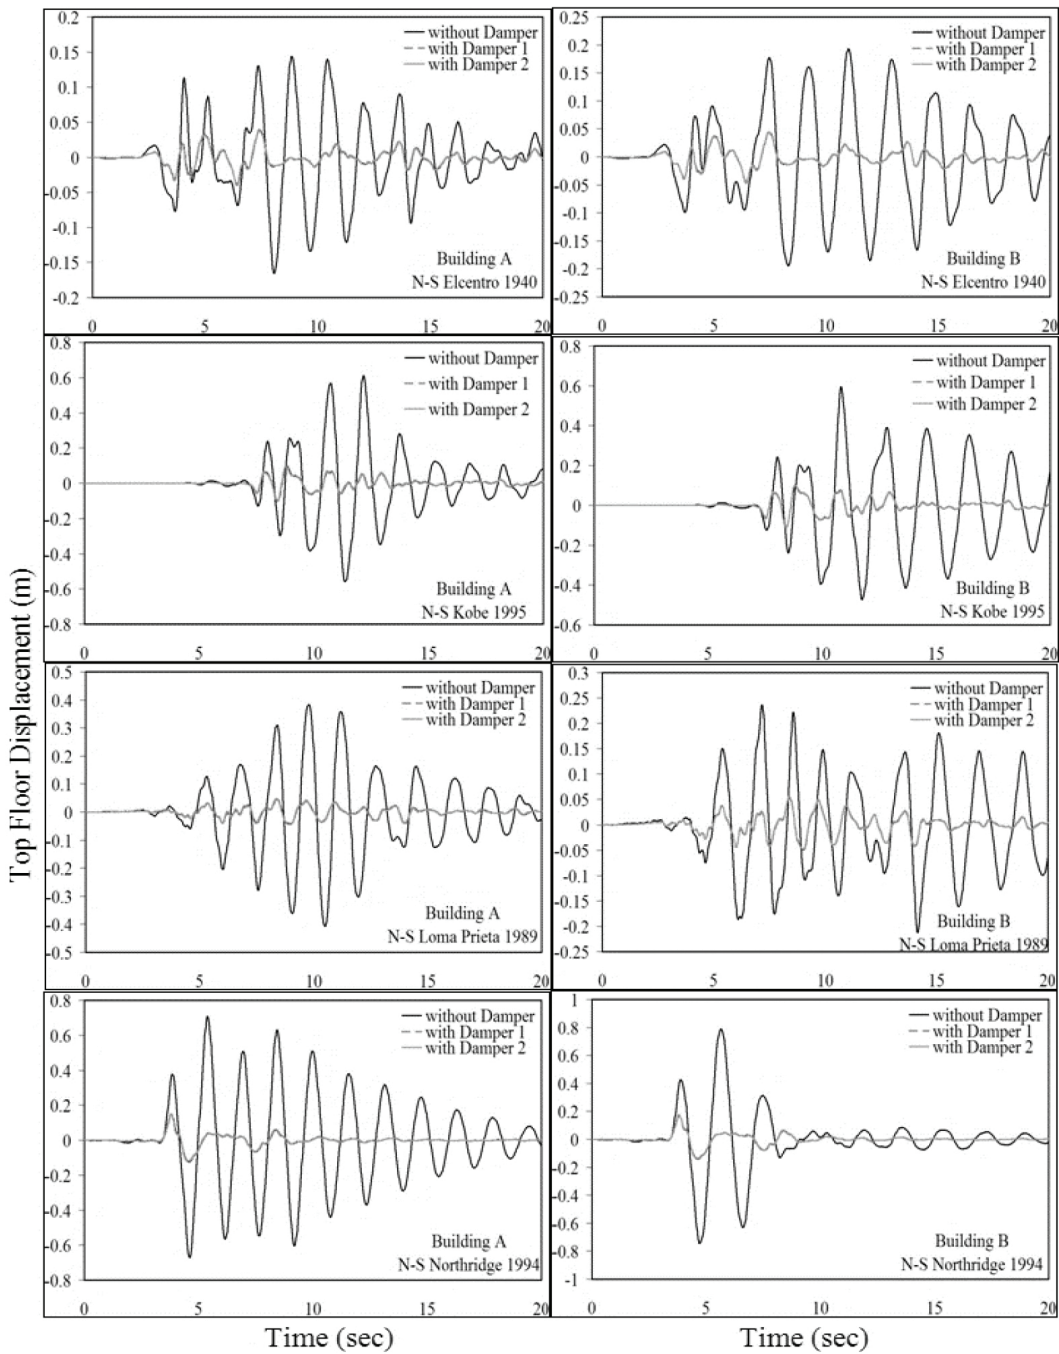 Top Floor Displacement (m)
0.2
0.15
0.1
0.05
0
-0.05
-0.1
-0.15
-0.2
without Damper
with Damper 1
with Damper 2
Building A
N-S Elcentro 1940
0 5 10 15 20
0.25
0.2
0.15
0.1
0.05
0
-0.05
-0.1
-0.15
-0.2
-0.25
without Damper
with Damper 1
with Damper 2
Building B
N-S Elcentro 1940
0 5 10 15 20
0.8
0.6
0.4
0.2
0
-0.2
-0.4
-0.6
-0.8
without Damper
with Damper 1
with Damper 2
Building A
N-S Kobe 1995
0 5 10 15 20
0.8
0.6
0.4
0.2
0
-0.2
-0.4
-0.6
without Damper
with Damper 1
with Damper 2
Building B
N-S Kobe 1995
0 5 10 15 20
0.5
0.4
0.3
0.2
0.1
0
-0.1
-0.2
-0.3
-0.4
-0.5
without Damper
with Damper 1
with Damper 2
Building A
N-S Loma Prieta 1989
0 5 10 15 20
0.3
0.25
0.2
0.15
0.1
0.05
0
-0.05
-0.1
-0.15
-0.2
-0.25
without Damper
with Damper 1
with Damper 2
Building B
N-S Loma Prieta 1989
0 5 10 15 20
0.8
0.6
0.4
0.2
0
-0.2
-0.4
-0.6
-0.8
without Damper
with Damper 1
with Damper 2
Building A
N-S Northridge 1994
0 5 10 15 20
1
0.8
0.6
0.4
0.2
0
-0.2
-0.4
-0.6
-0.8
-1
without Damper
with Damper 1
with Damper 2
Building B
N-S Northridge 1994
0 5 10 15 20
Time (sec)
Time (sec)